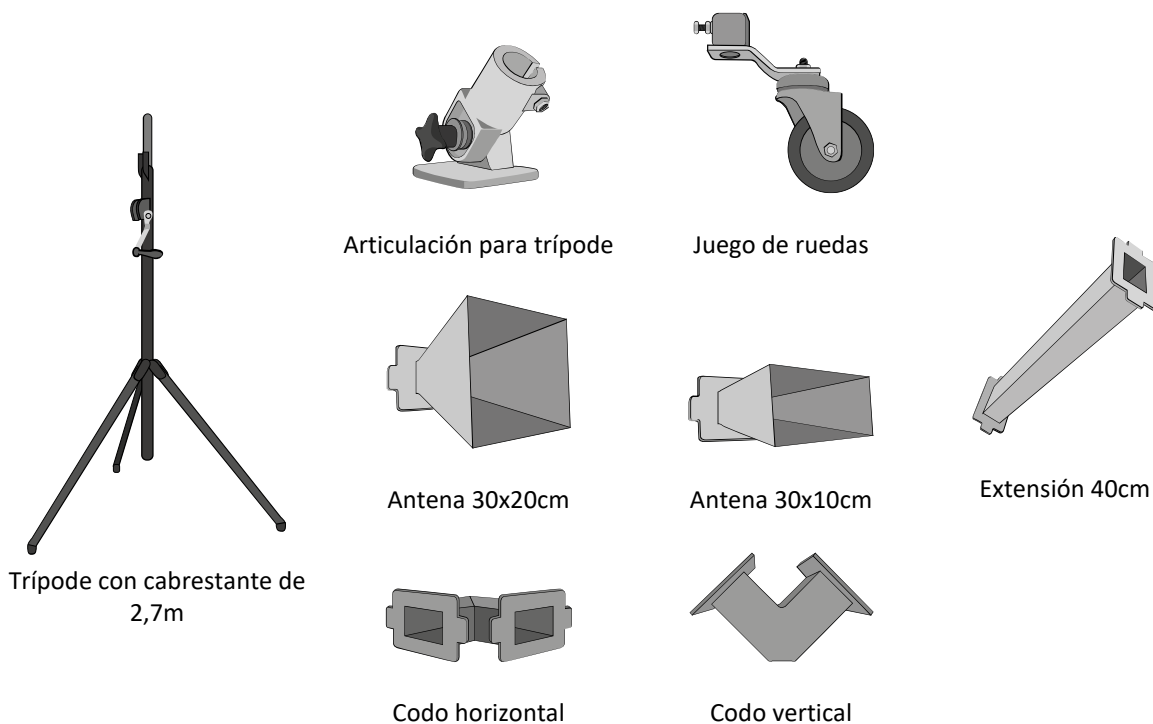 Articulación para trípode
Juego de ruedas
Antena 30x20cm
Antena 30x10cm
Extensión 40cm
Trípode con cabrestante de
2,7m
Codo horizontal
Codo vertical